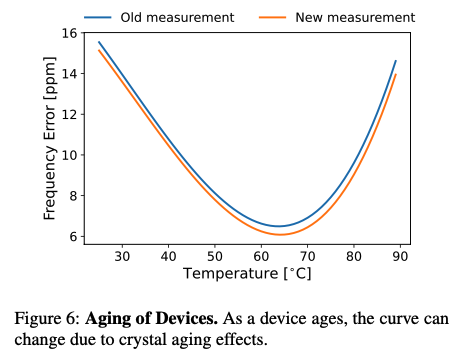 Old measurement New measurement
16
14
12
10
8
6
Frequency Error [ppm]
30 40 50 60 70 80 90
Temperature [°C]
Figure 6: Aging of Devices. As a device ages, the curve can
change due to crystal aging effects.